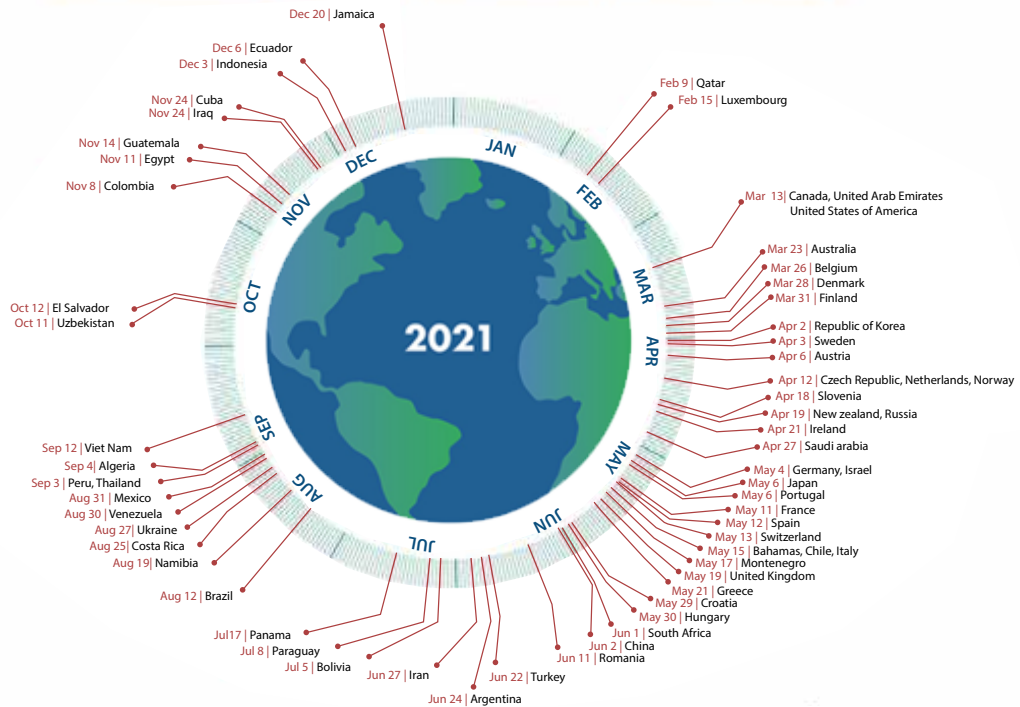 Dec 20 | Jamaica
Dec 6 | Ecuador
Dec 3 | Indonesia
Nov 24 | Cuba
Nov 24 | Iraq
Nov 14 | Guatemala
Nov 11 | Egypt
Nov 8 | Colombia
Oct 12 | El Salvador
Oct 11 | Uzbekistan
Sep 12 | Viet Nam
Sep 4| Algeria
Sep 3 | Peru, Thailand
Aug 31 | Mexico
Aug 30 | Venezuela
Aug 27| Ukraine
Aug 25| Costa Rica
Aug 19| Namibia
Aug 12 | Brazil
Jul17 | Panama
Jul 8 | Paraguay
Jul 5 | Bolivia
Jun 27 | Iran
Jun 24 | Argentina
Jun 22 | Turkey
Jun 11 | Romania
Jun 2 | China
Jun 1 | South Africa
May 30 | Hungary
May 29 | Croatia
May 21 | Greece
May 19 | United Kingdom
May 17 | Montenegro
May 15 | Bahamas, Chile, Italy
May 13 | Switzerland
May 12 | Spain
May 11 | France
May 6 | Portugal
May 6 | Japan
May 4 | Germany, Israel
Apr 27 | Saudi arabia
Apr 21 | Ireland
Apr 19 | New zealand, Russia
Apr 18 | Slovenia
Apr 12 | Czech Republic, Netherlands, Norway
Apr 6 | Austria
Apr 3 | Sweden
Apr 2 | Republic of Korea
Mar 31 | Finland
Mar 28 | Denmark
Mar 26 | Belgium
Mar 23 | Australia
Mar 13| Canada, United Arab Emirates
United States of America
Feb 15 | Luxembourg
Feb 9 | Qatar
JAN
FEB
MAR
APR
MAY
JUN
JUL
AUG
SEP
OCT
NOV
DEC
2021